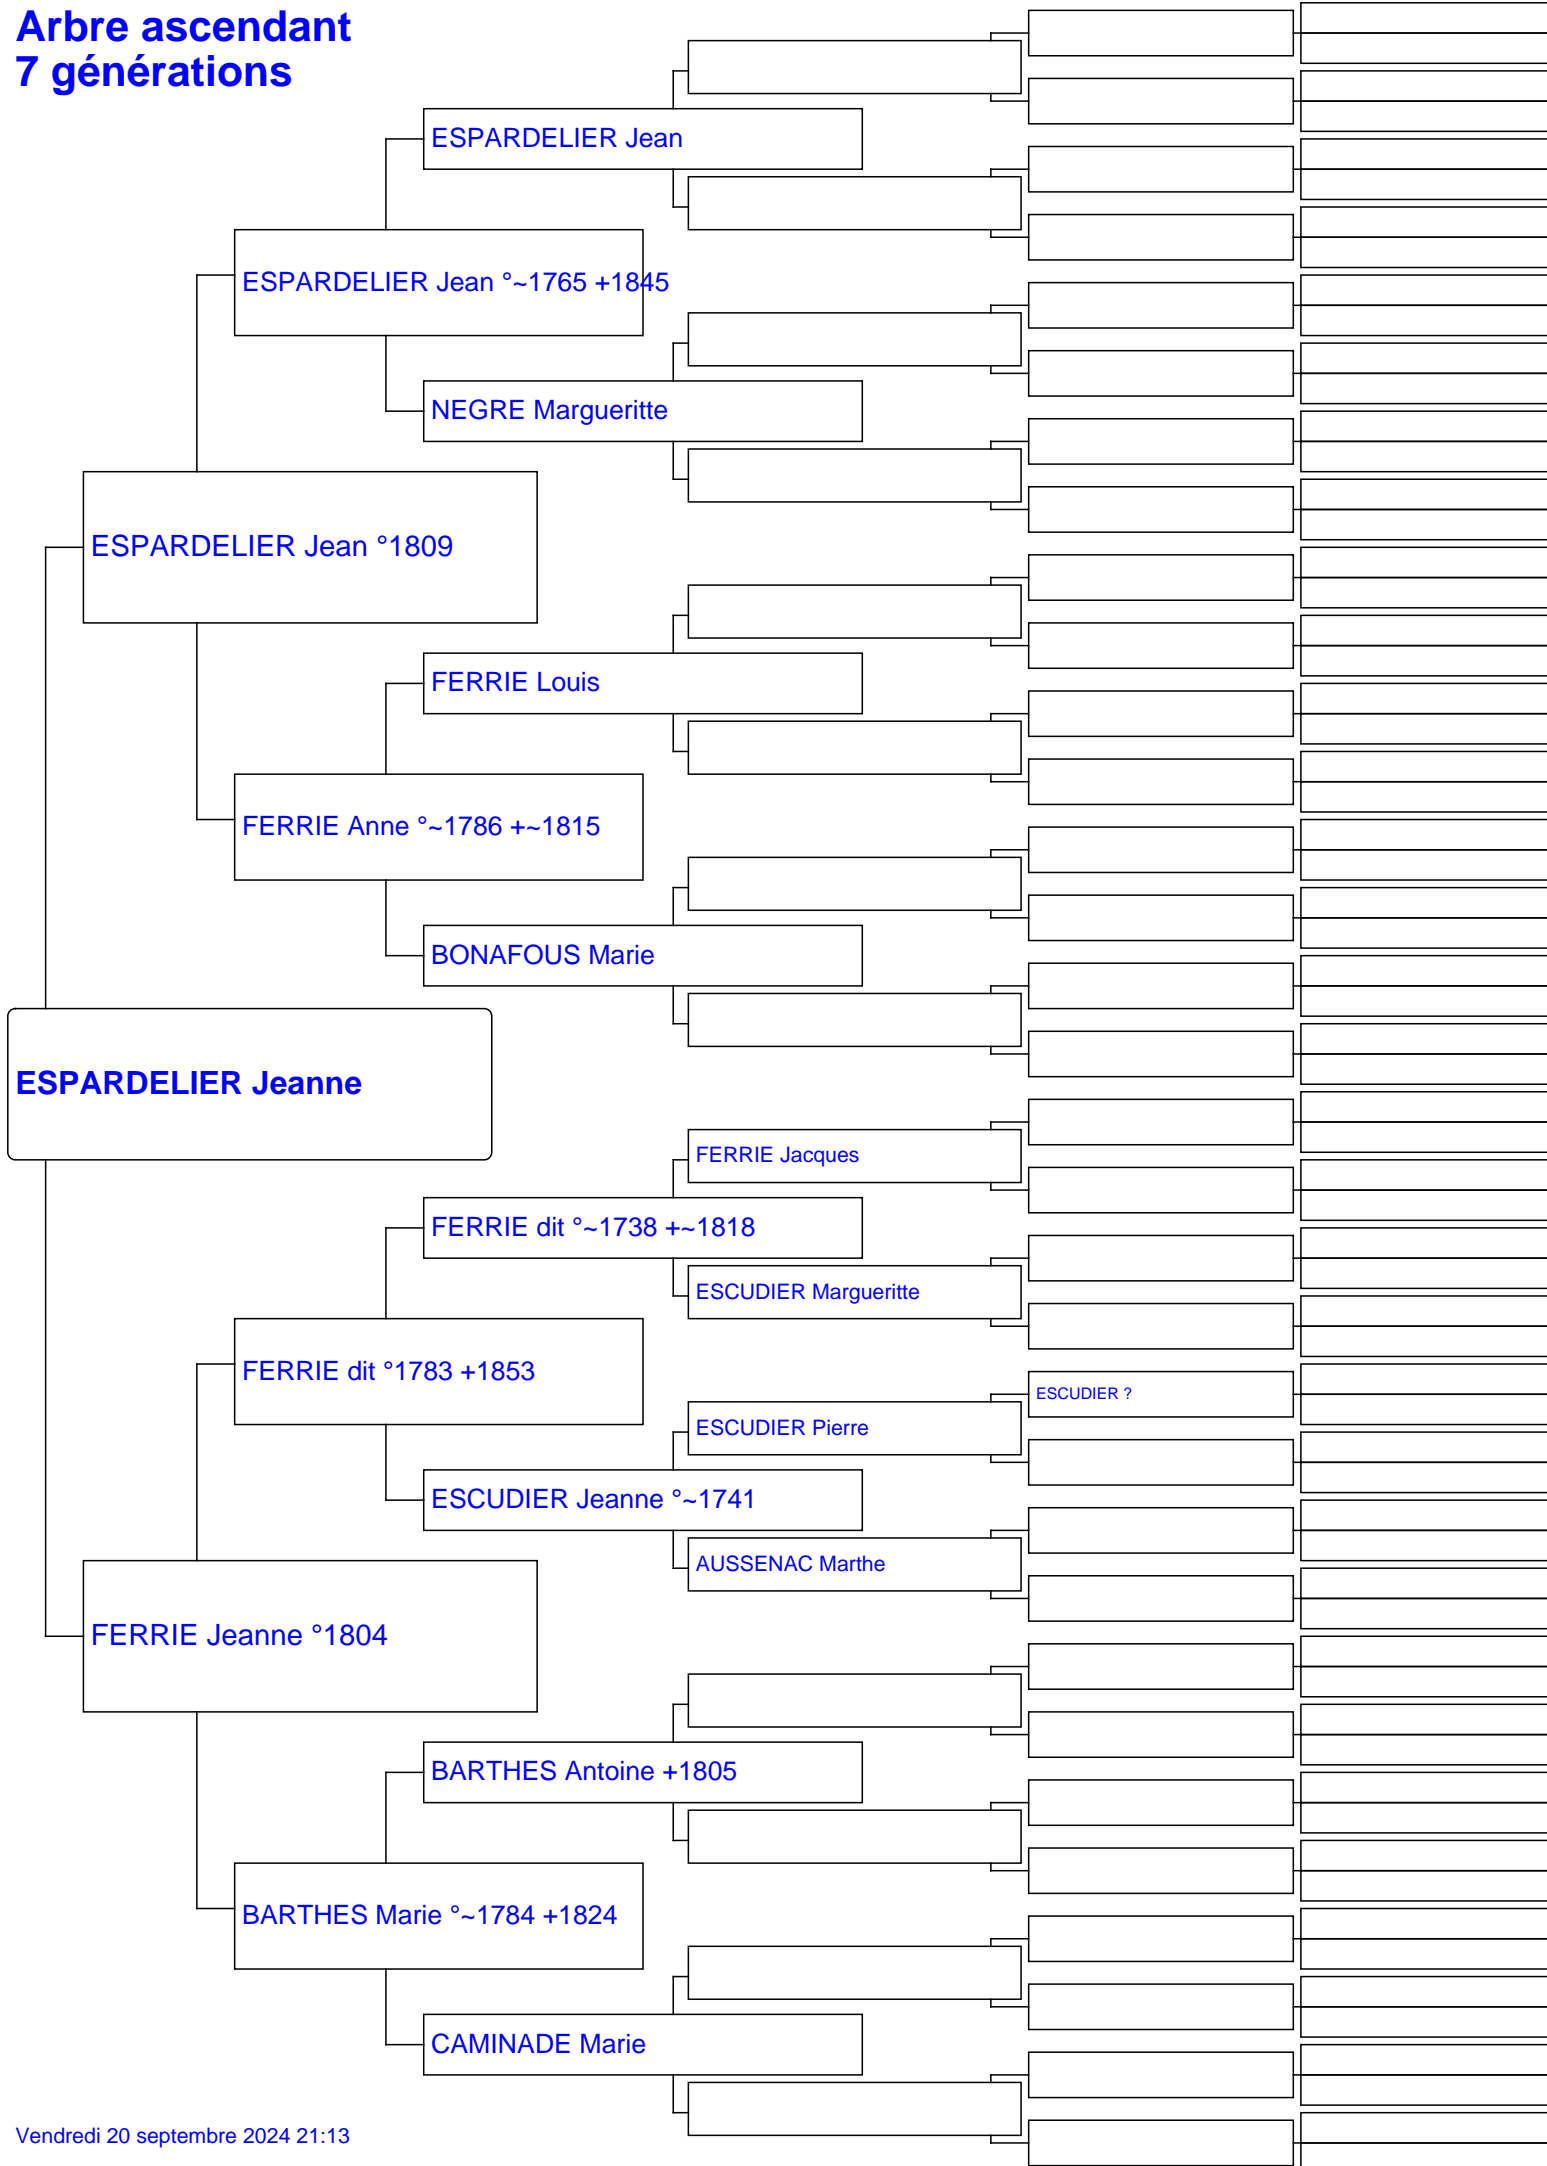 Arbre ascendant
7 générations
ESPARDELIER Jean
ESPARDELIER Jean °~1765 +1845
NEGRE Margueritte
ESPARDELIER Jean °1809
FERRIE Louis
FERRIE Anne °~1786 +~1815
BONAFOUS Marie
ESPARDELIER Jeanne
FERRIE Jacques
FERRIE dit °~1738 +~1818
ESCUDIER Margueritte
FERRIE dit °1783 +1853
ESCUDIER ?
ESCUDIER Pierre
ESCUDIER Jeanne °~1741
AUSSENAC Marthe
FERRIE Jeanne °1804
BARTHES Antoine +1805
BARTHES Marie °~1784 +1824
CAMINADE Marie
Vendredi 20 septembre 2024 21:13